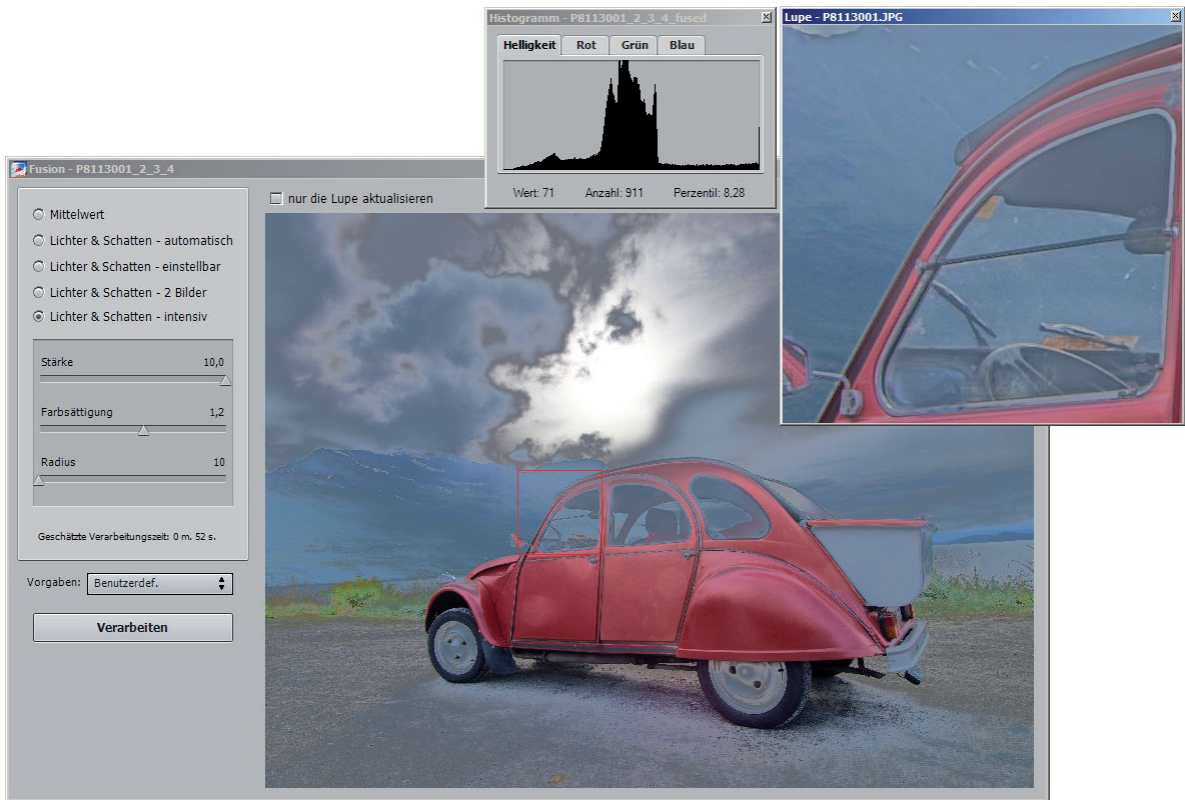 Histogramm - P8113001_2_3_4_fused
Helligkeit Rot Grün Blau
Wert: 71 Anzahl: 911 Perzentil: 8,28
Lupe - P8113001.JPG
Fusion - P8113001_2_3_4
nur die Lupe aktualisieren
Mittelwert
Lichter & Schatten - automatisch
Lichter & Schatten - einstellbar
Lichter & Schatten - 2 Bilder
Lichter & Schatten - intensiv
Stärke 10,0
Farbsättigung 1,2
Radius 10
Geschätzte Verarbeitungszeit: 0 m. 52 s.
Vorgaben: Benutzerdef.
Verarbeiten